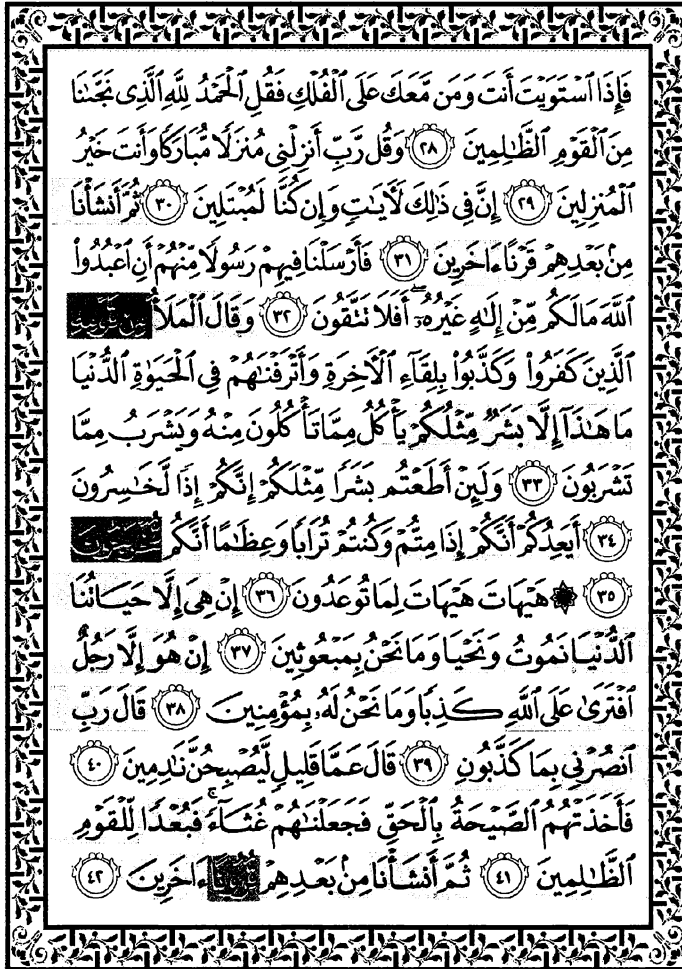 فَإِذَا ٱسْتَوَيْتَ أَنتَ وَمَن مَّعَكَ عَلَى ٱلْفُلْكِ فَقُلِ ٱلْحَمْدُ لِلَّهِ ٱلَّذِى نَجَّىٰنَا
مِنَ ٱلْقَوْمِ ٱلظَّـٰلِمِينَ ٢٨ وَقُل رَّبِّ أَنزِلْنِى مُنزَلًا مُّبَارَكًا وَأَنتَ خَيْرُ
ٱلْمُنزِلِينَ ٢٩ إِنَّ فِى ذَٰلِكَ لَـَٔايَـٰتٍ وَإِن كُنَّا لَمُبْتَلِينَ ٣٠ ثُمَّ أَنشَأْنَا
مِنۢ بَعْدِهِمْ قَرْنًا ءَاخَرِينَ ٣١ فَأَرْسَلْنَا فِيهِمْ رَسُولًا مِّنْهُمْ أَنِ ٱعْبُدُوا۟
ٱللَّهَ مَا لَكُم مِّنْ إِلَـٰهٍ غَيْرُهُۥٓ ۖ أَفَلَا تَتَّقُونَ ٣٢ وَقَالَ ٱلْمَلَأُ
ٱلَّذِينَ كَفَرُوا۟ وَكَذَّبُوا۟ بِلِقَآءِ ٱلْـَٔاخِرَةِ وَأَتْرَفْنَـٰهُمْ فِى ٱلْحَيَوٰةِ ٱلدُّنْيَا
مَا هَـٰذَآ إِلَّا بَشَرٌ مِّثْلُكُمْ يَأْكُلُ مِمَّا تَأْكُلُونَ مِنْهُ وَيَشْرَبُ مِمَّا
تَشْرَبُونَ ٣٣ وَلَئِنْ أَطَعْتُم بَشَرًا مِّثْلَكُمْ إِنَّكُمْ إِذًا لَّخَـٰسِرُونَ
٣٤ أَيَعِدُكُمْ أَنَّكُمْ إِذَا مِتُّمْ وَكُنتُمْ تُرَابًا وَعِظَـٰمًا أَنَّكُم
٣٥ ۞ هَيْهَاتَ هَيْهَاتَ لِمَا تُوعَدُونَ ٣٦ إِنْ هِىَ إِلَّا حَيَاتُنَا
ٱلدُّنْيَا نَمُوتُ وَنَحْيَا وَمَا نَحْنُ بِمَبْعُوثِينَ ٣٧ إِنْ هُوَ إِلَّا رَجُلٌ
ٱفْتَرَىٰ عَلَى ٱللَّهِ كَذِبًا وَمَا نَحْنُ لَهُۥ بِمُؤْمِنِينَ ٣٨ قَالَ رَبِّ
ٱنصُرْنِى بِمَا كَذَّبُونِ ٣٩ قَالَ عَمَّا قَلِيلٍ لَّيُصْبِحُنَّ نَـٰدِمِينَ ٤٠
فَأَخَذَتْهُمُ ٱلصَّيْحَةُ بِٱلْحَقِّ فَجَعَلْنَـٰهُمْ غُثَآءً ۚ فَبُعْدًا لِّلْقَوْمِ
ٱلظَّـٰلِمِينَ ٤١ ثُمَّ أَنشَأْنَا مِنۢ بَعْدِهِمْ ءَاخَرِينَ ٤٢